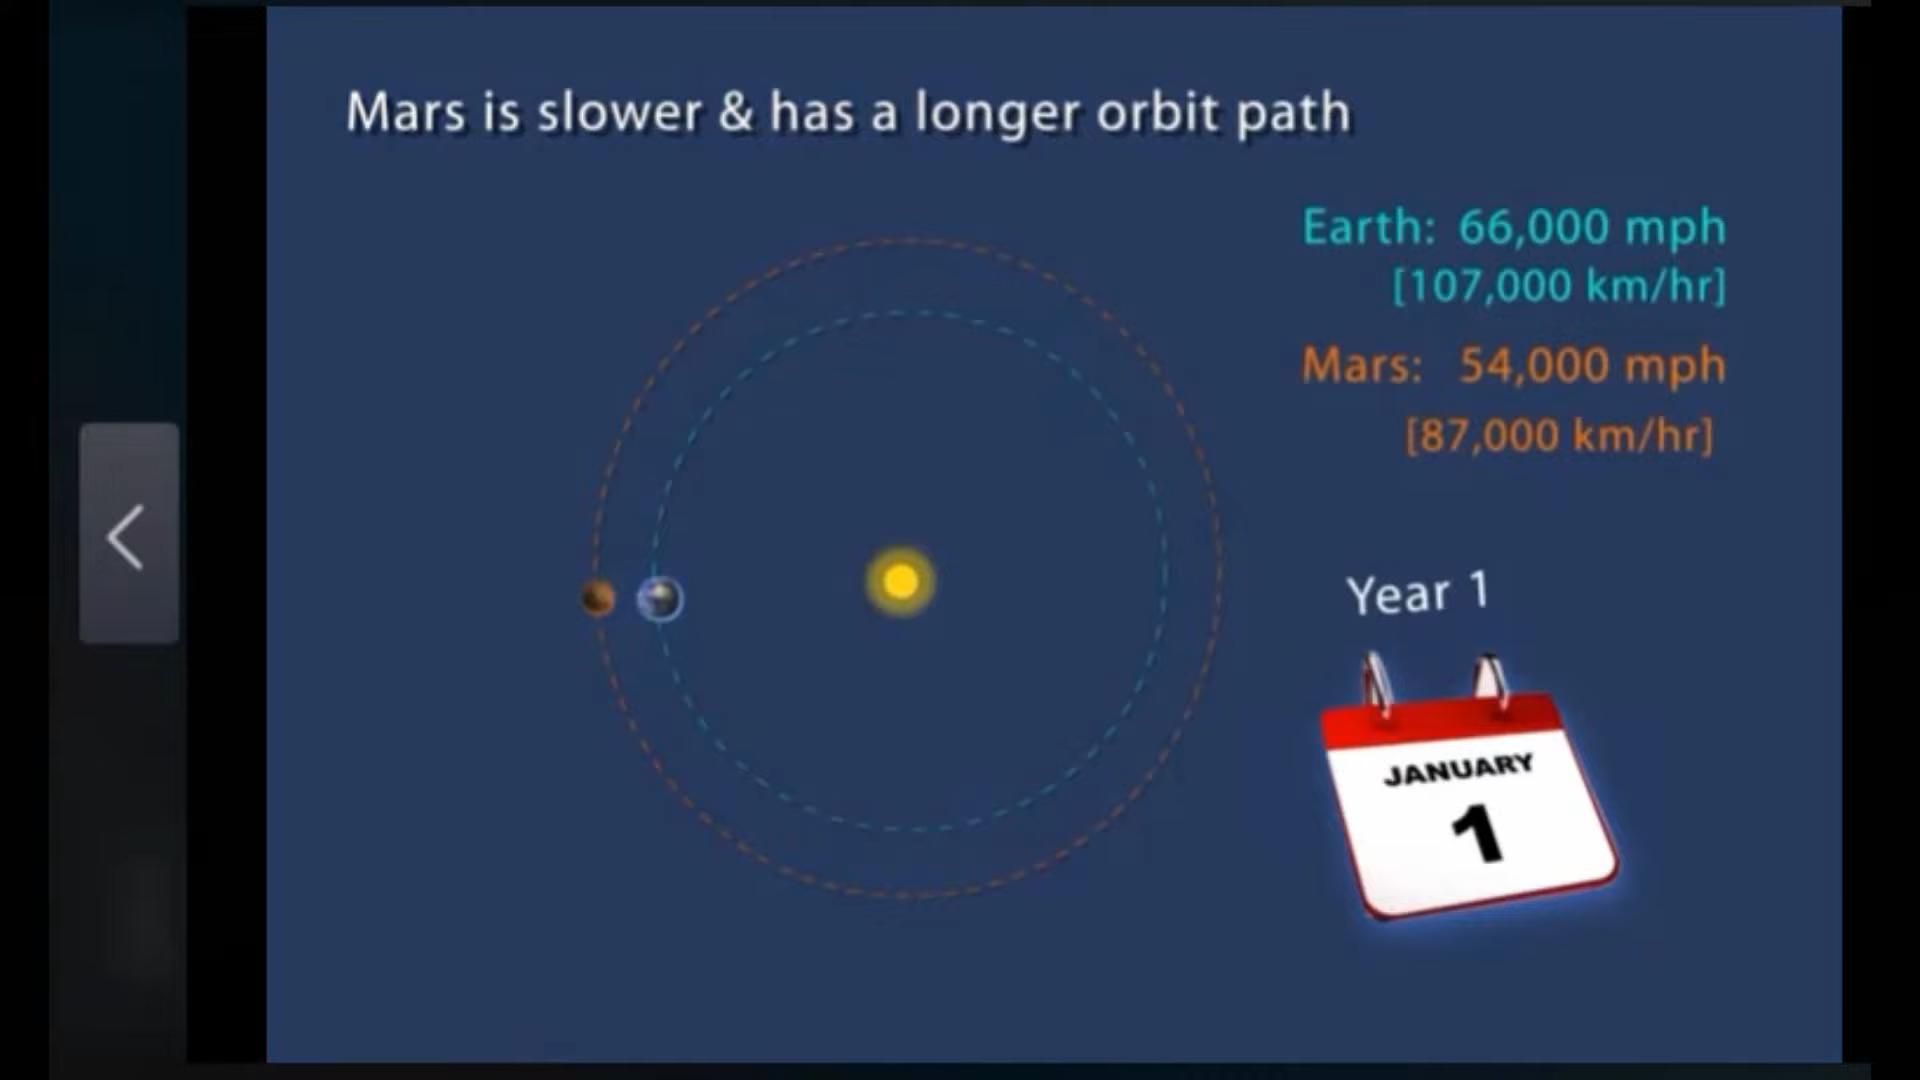 Mars is slower & has a longer orbit path
Earth: 66,000 mph
[107,000 km/hr]
Mars: 54,000 mph
[87,000 km/hr]
Year 1
JANUARY
1